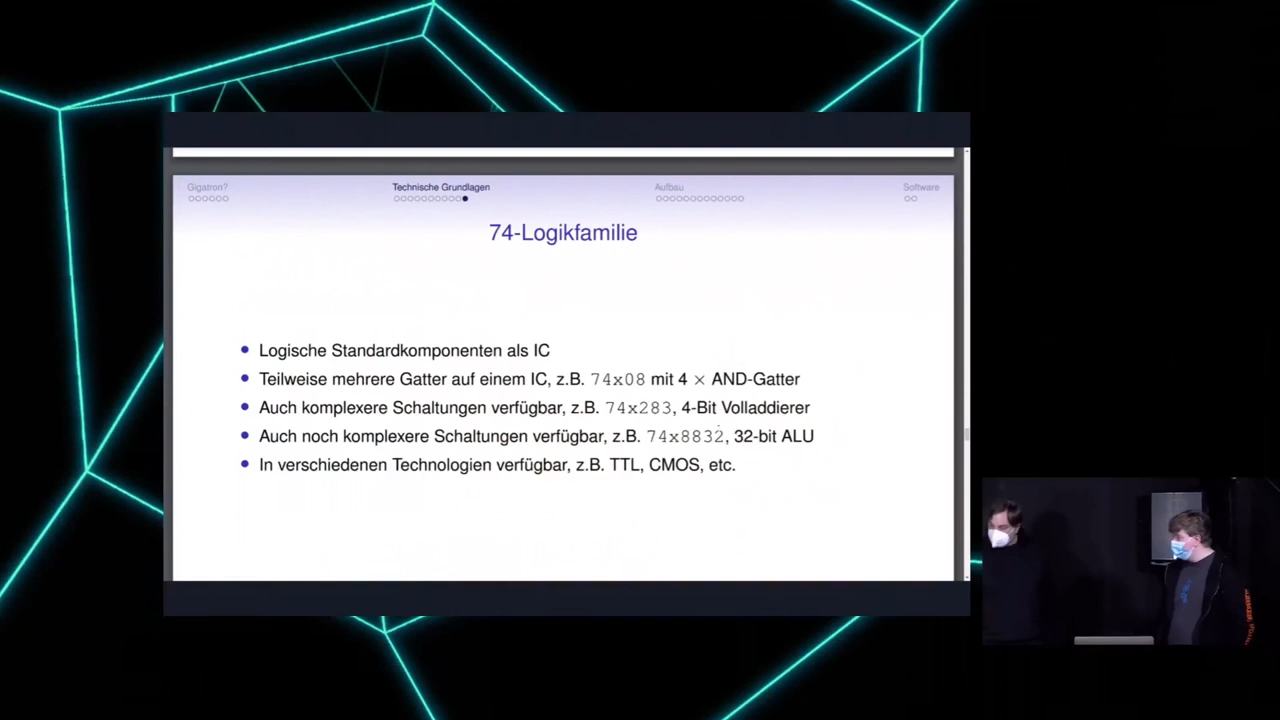 Gigatron?
Technische Grundlagen
Aufbau
Software
74-Logikfamilie
Logische Standardkomponenten als IC
Teilweise mehrere Gatter auf einem IC, z.B. 74x08 mit 4 × AND-Gatter
Auch komplexere Schaltungen verfügbar, z.B. 74x283, 4-Bit Volladdierer
Auch noch komplexere Schaltungen verfügbar, z.B. 74x8832, 32-bit ALU
In verschiedenen Technologien verfügbar, z.B. TTL, CMOS, etc.